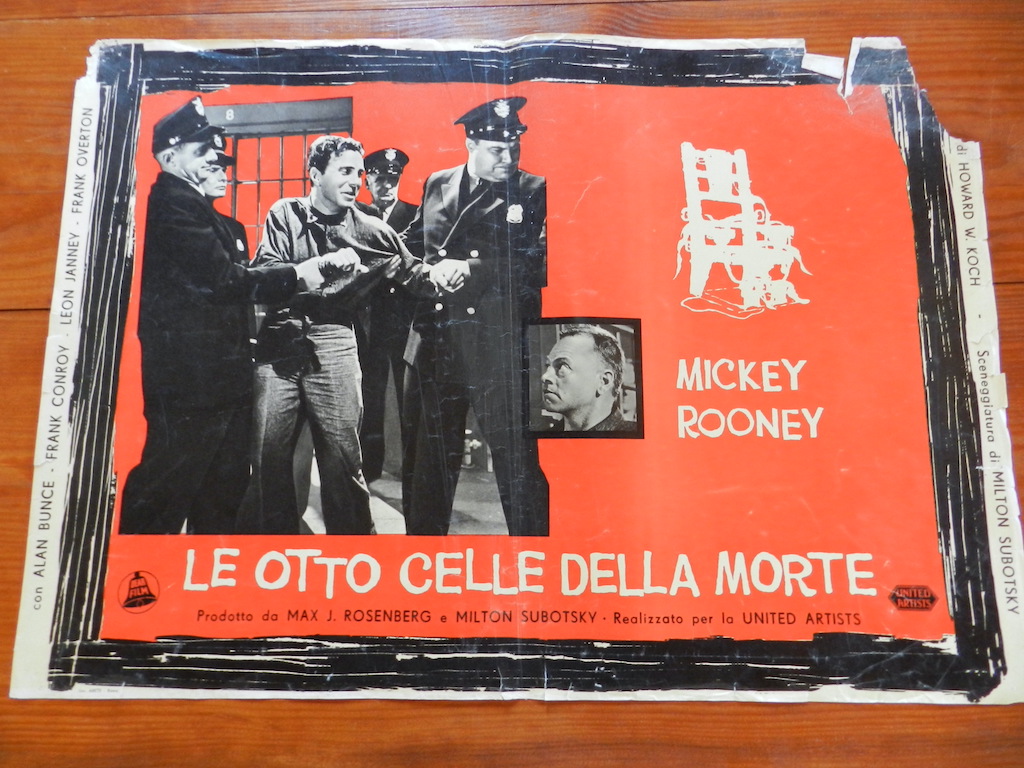 8
con ALAN BUNCE - FRANK CONROY - LEON JANNEY - FRANK OVERTON
di HOWARD W. KOCH - Sceneggiatura di MILTON SUBOTSKY
MICKEY
ROONEY
LE OTTO CELLE DELLA MORTE
FILM
UNITED
ARTISTS
Prodotto da MAX J. ROSENBERG e MILTON SUBOTSKY · Realizzato per la UNITED ARTISTS